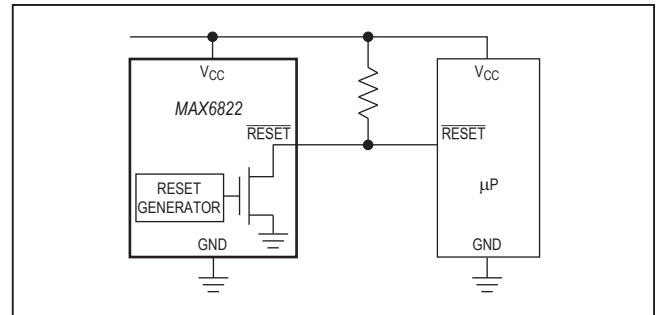 VCC
MAX6822
RESET
RESET
GENERATOR
GND
VCC
RESET
μP
GND